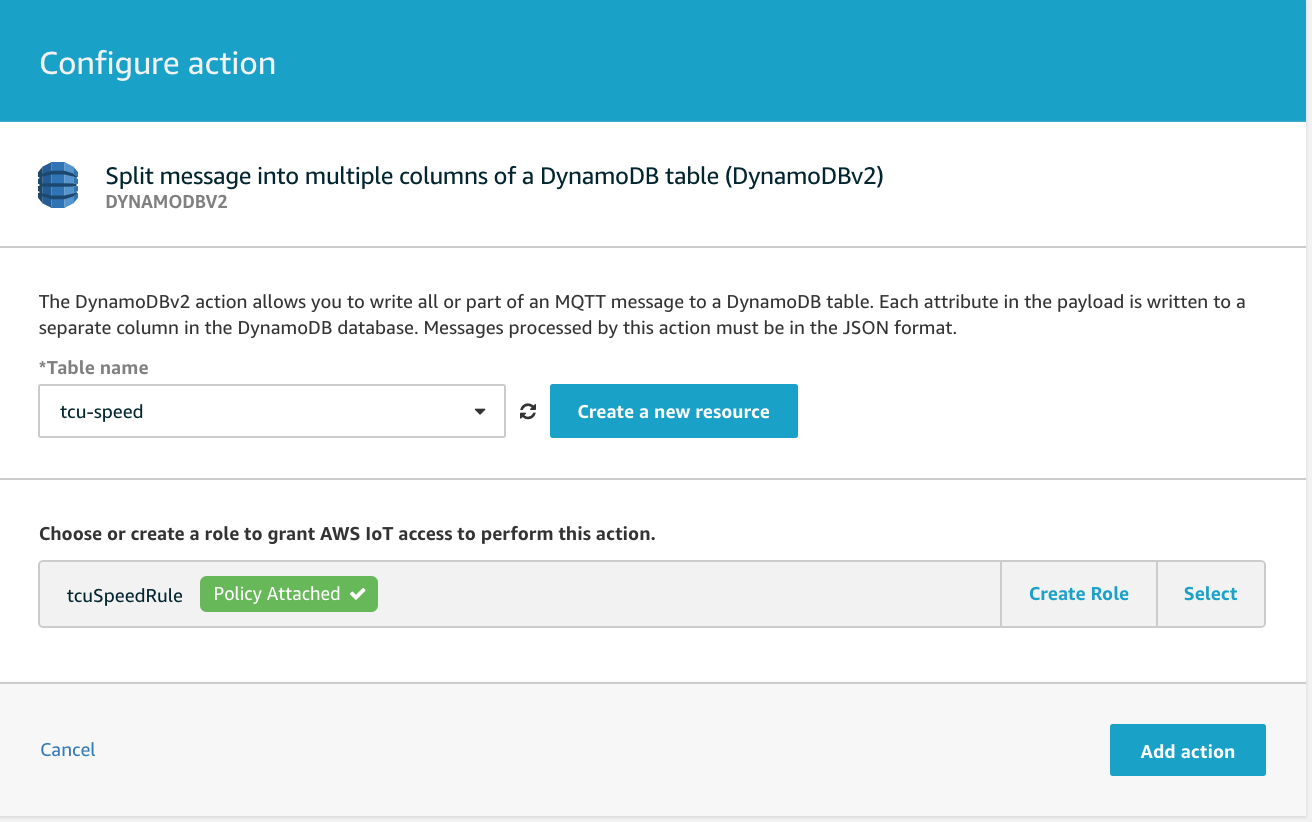 Configure action
Split message into multiple columns of a DynamoDB table (DynamoDBv2)
DYNAMODBV2
The DynamoDBv2 action allows you to write all or part of an MQTT message to a DynamoDB table. Each attribute in the payload is written to a
separate column in the DynamoDB database. Messages processed by this action must be in the JSON format.
*Table name
tcu-speed
Create a new resource
Choose or create a role to grant AWS IoT access to perform this action.
tcuSpeedRule
Policy Attached
Create Role
Select
Cancel
Add action